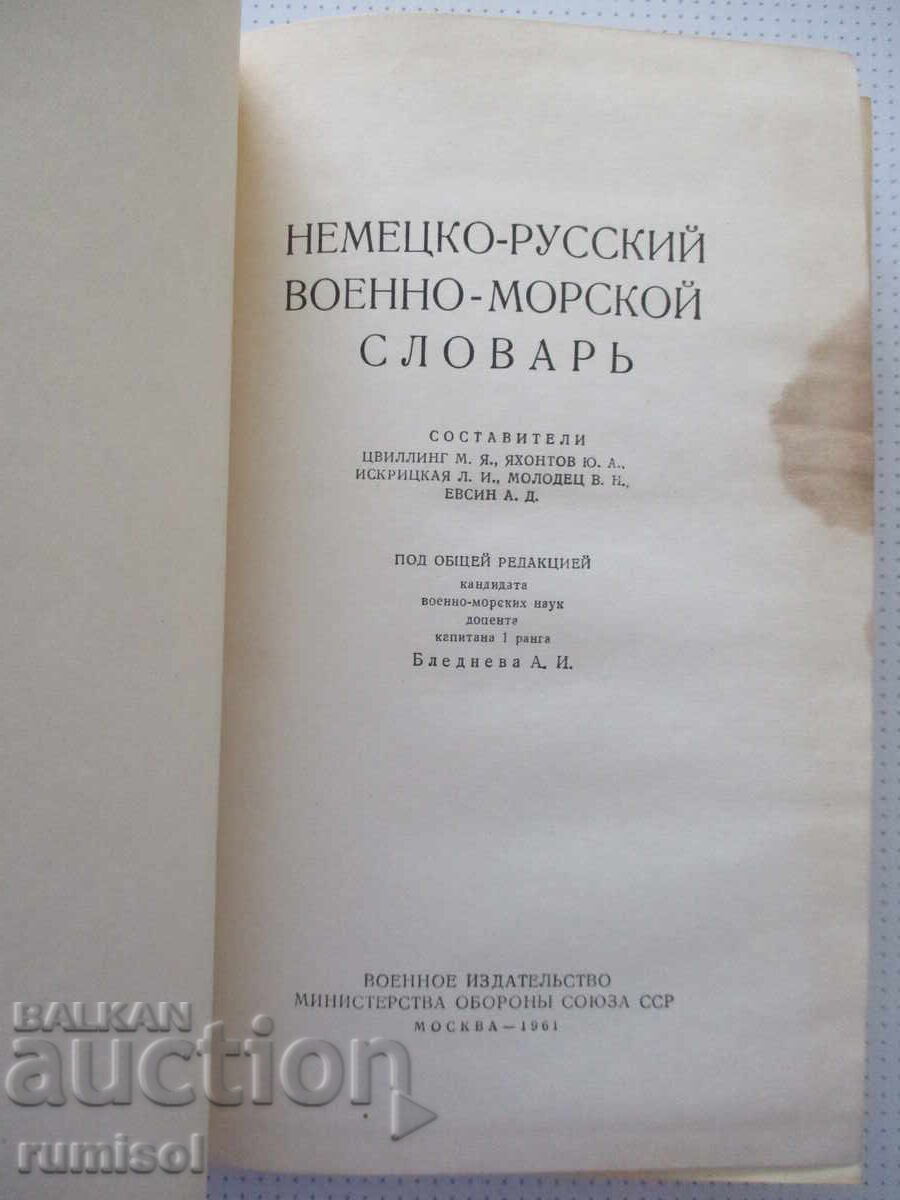 НЕМЕЦКО-РУССКИЙ
ВОЕННО-МОРСКОЙ
СЛОВАРЬ
СОСТАВИТЕЛИ
ЦВИЛЛИНГ М. Я., ЯХОНТОВ Ю. А.,
ИСКРИЦКАЯ Л. И., МОЛОДЕЦ В. Н.,
ЕВСИН А. Д.
ПОД ОБЩЕЙ РЕДАКЦИЕЙ
кандидата
военно-морских наук
доцента
капитана 1 ранга
Бледнева А. И.
ВОЕННОЕ ИЗДАТЕЛЬСТВО
МИНИСТЕРСТВА ОБОРОНЫ СОЮЗА ССР
МОСКВА — 1961
BALKAN
auction
rumisol